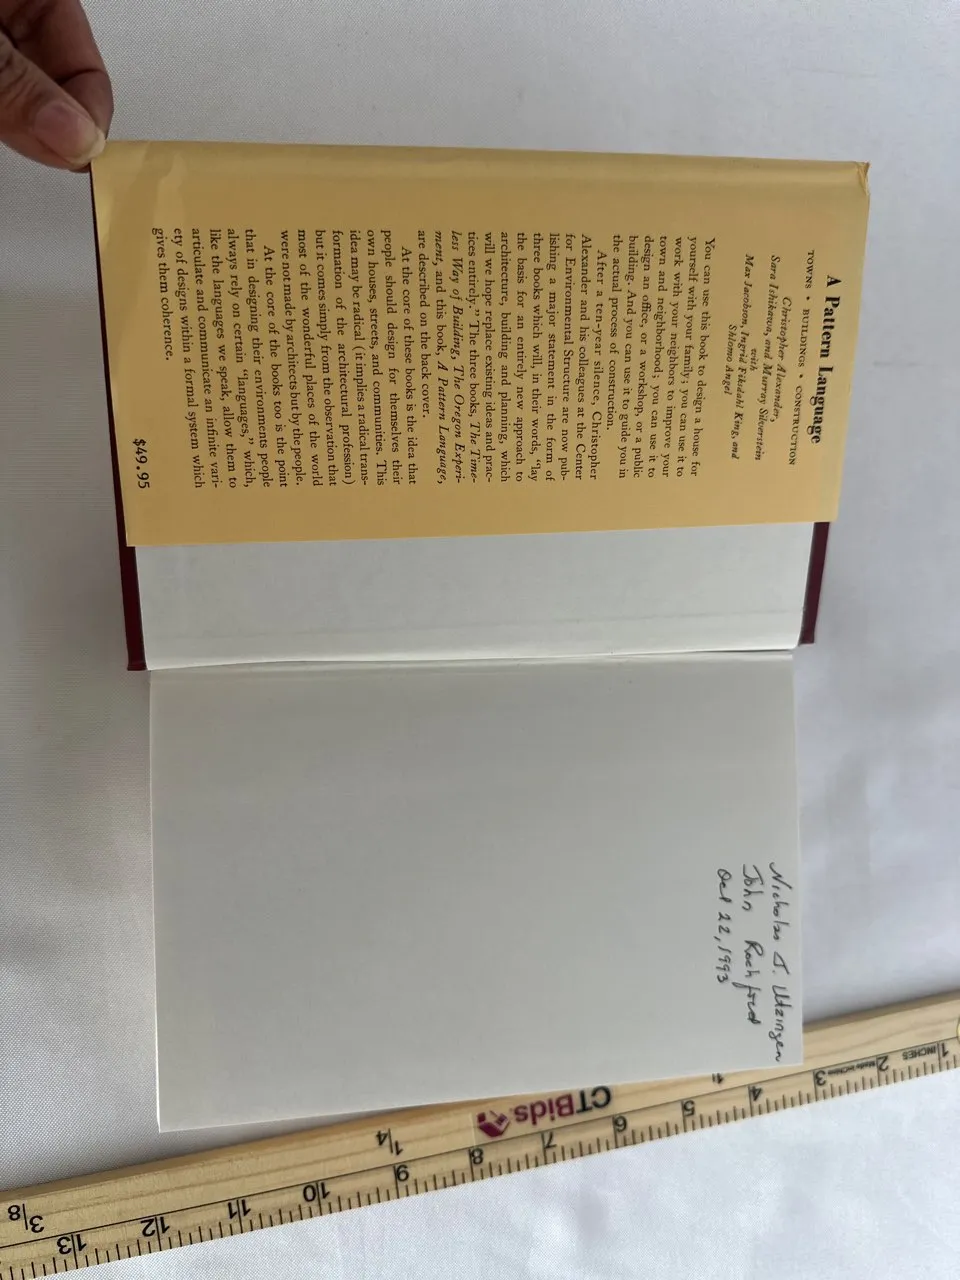 A Pattern Language
TOWNS • BUILDINGS • CONSTRUCTION
Christopher Alexander,
Sara Ishikawa, and Murray Silverstein
with
Max Jacobson, Ingrid Fiksdahl King, and
Shlomo Angel
You can use this book to design a house for
yourself with your family; you can use it to
work with your neighbors to improve your
town and neighborhood; you can use it to
design an office, or a workshop, or a public
building. And you can use it to guide you in
the actual process of construction.
After a ten-year silence, Christopher
Alexander and his colleagues at the Center
for Environmental Structure are now pub-
lishing a major statement in the form of
three books which will, in their words, "lay
the basis for an entirely new approach to
architecture, building and planning, which
will we hope replace existing ideas and prac-
tices entirely." The three books, The Time-
less Way of Building, The Oregon Experi-
ment, and this book, A Pattern Language,
are described on the back cover.
At the core of these books is the idea that
people should design for themselves their
own houses, streets, and communities. This
idea may be radical (it implies a radical trans-
formation of the architectural profession)
but it comes simply from the observation that
most of the wonderful places of the world
were not made by architects but by the people.
At the core of the books too is the point
that in designing their environments people
always rely on certain "languages," which,
like the languages we speak, allow them to
articulate and communicate an infinite vari-
ety of designs within a formal system which
gives them coherence.
$49.95
Nicholas J. Utzinger
John Rochford
Oct 22, 1993
INCHES 1 2 3 4 5 6 7 8 9 10 11 12 13
Made in China
CTBids
1/4
3/8